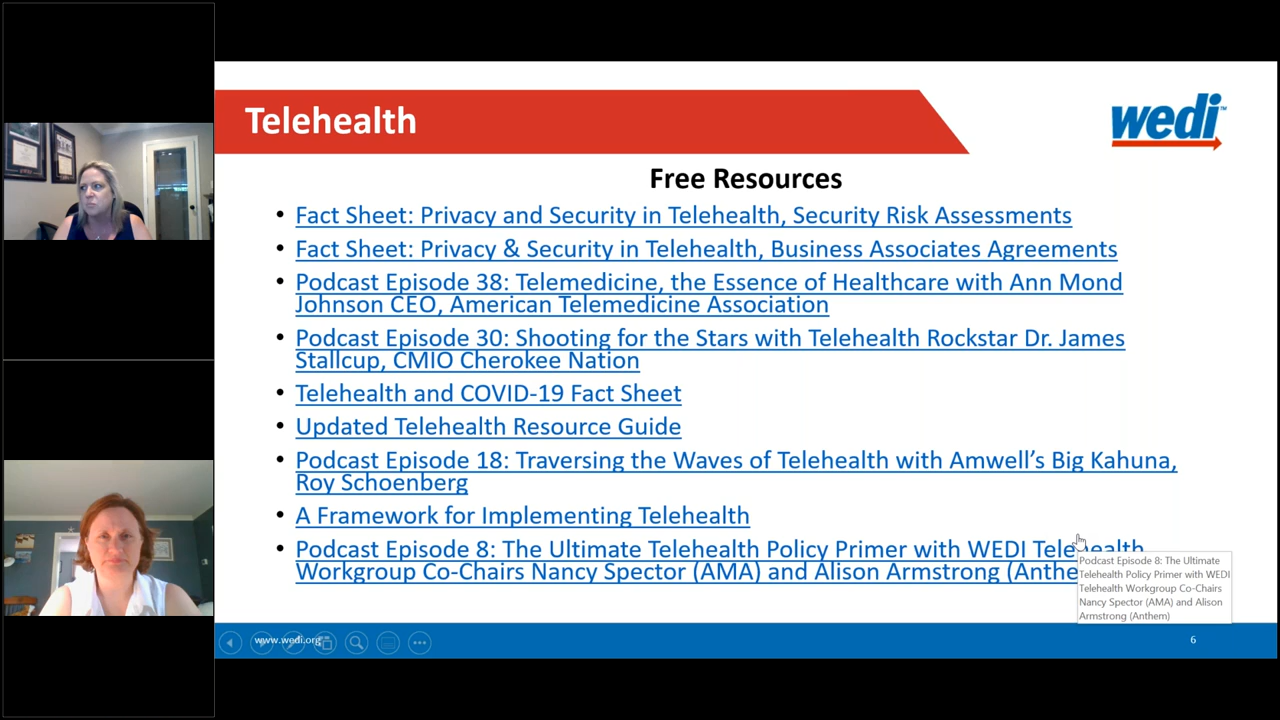 Telehealth
wedi™
Free Resources
• Fact Sheet: Privacy and Security in Telehealth, Security Risk Assessments
• Fact Sheet: Privacy & Security in Telehealth, Business Associates Agreements
• Podcast Episode 38: Telemedicine, the Essence of Healthcare with Ann Mond
Johnson CEO, American Telemedicine Association
• Podcast Episode 30: Shooting for the Stars with Telehealth Rockstar Dr. James
Stallcup, CMIO Cherokee Nation
• Telehealth and COVID-19 Fact Sheet
• Updated Telehealth Resource Guide
• Podcast Episode 18: Traversing the Waves of Telehealth with Amwell's Big Kahuna,
Roy Schoenberg
• A Framework for Implementing Telehealth
• Podcast Episode 8: The Ultimate Telehealth Policy Primer with WEDI Telehealth
Workgroup Co-Chairs Nancy Spector (AMA) and Alison Armstrong (Anthe
Podcast Episode 8: The Ultimate
Telehealth Policy Primer with WEDI
Telehealth Workgroup Co-Chairs
Nancy Spector (AMA) and Alison
Armstrong (Anthem)
www.wedi.org
6